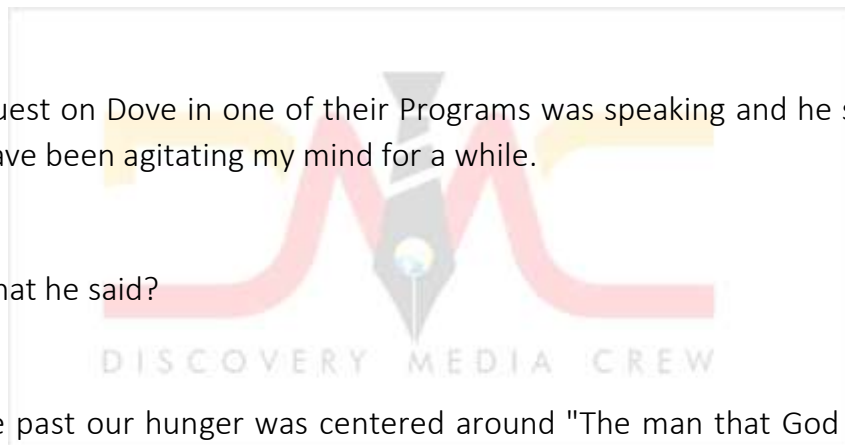 uest on Dove in one of their Programs was speaking and he s
ave been agitating my mind for a while.
hat he said?
DISCOVERY MEDIA CREW
e past our hunger was centered around "The man that God